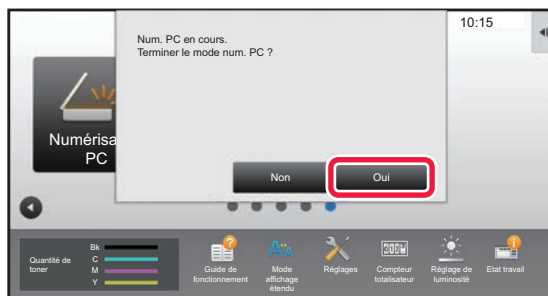 10:15
Num. PC en cours.
Terminer le mode num. PC ?
Numérisa
PC
Non
Oui
Quantité de
toner
Bk
C
M
Y
Guide de
fonctionnement
Mode
affichage
étendu
Réglages
Compteur
totalisateur
Réglage de
luminosité
Etat travail